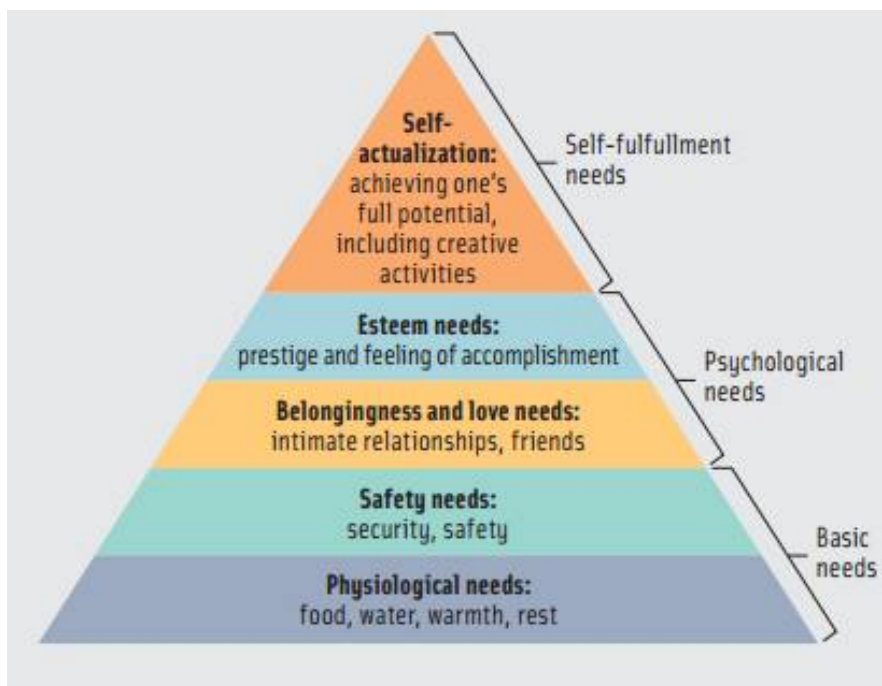 Self-
actualization:
achieving one's
full potential,
including creative
activities
Self-fulfullment
needs
Esteem needs:
prestige and feeling of accomplishment
Psychological
needs
Belongingness and love needs:
intimate relationships, friends
Safety needs:
security, safety
Basic
needs
Physiological needs:
food, water, warmth, rest